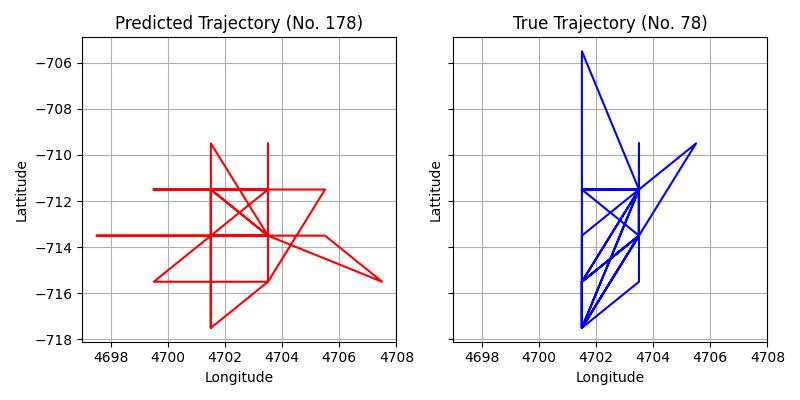 Predicted Trajectory (No. 178)
True Trajectory (No. 78)
Lattitude
−706
−708
−710
−712
−714
−716
−718
4698 4700 4702 4704 4706 4708
Longitude
Lattitude
4698 4700 4702 4704 4706 4708
Longitude